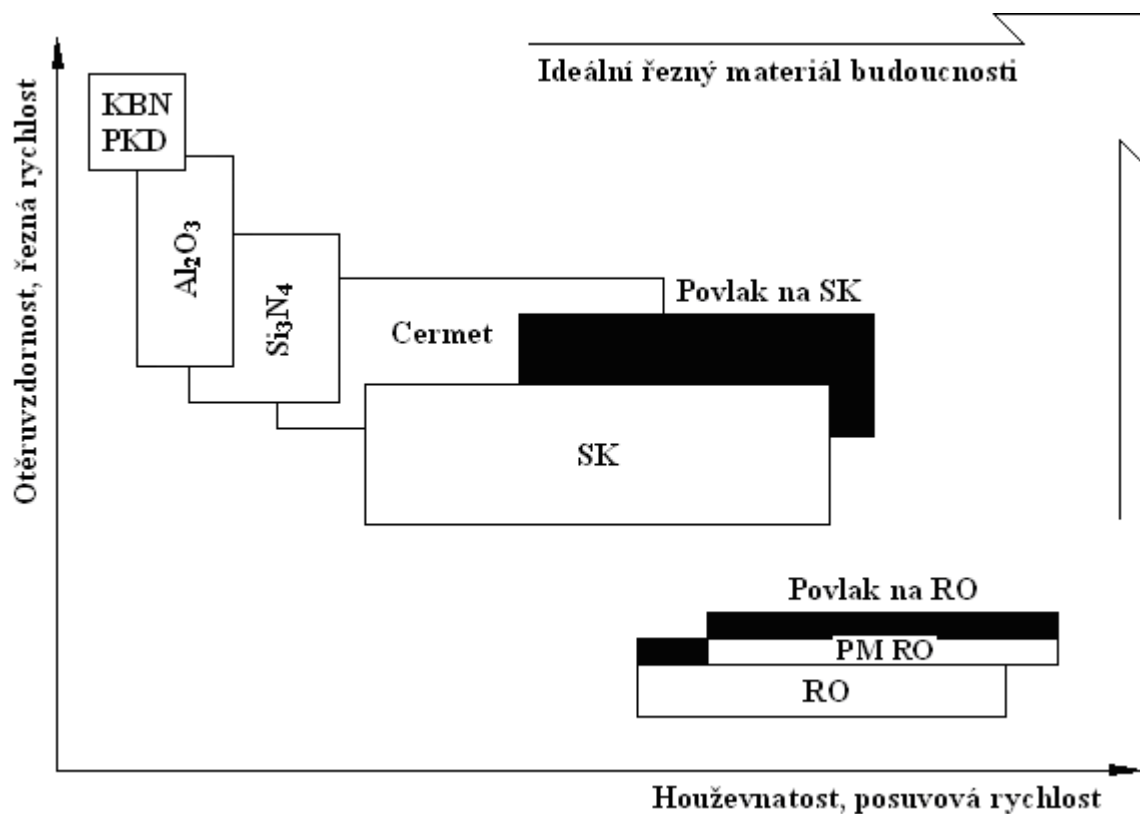 Ideální řezný materiál budoucnosti
Otěruvzdornost, řezná rychlost
KBN
PKD
Al₂O₃
Si₃N₄
Cermet
Povlak na SK
SK
Povlak na RO
PM RO
RO
Houževnatost, posuvová rychlost